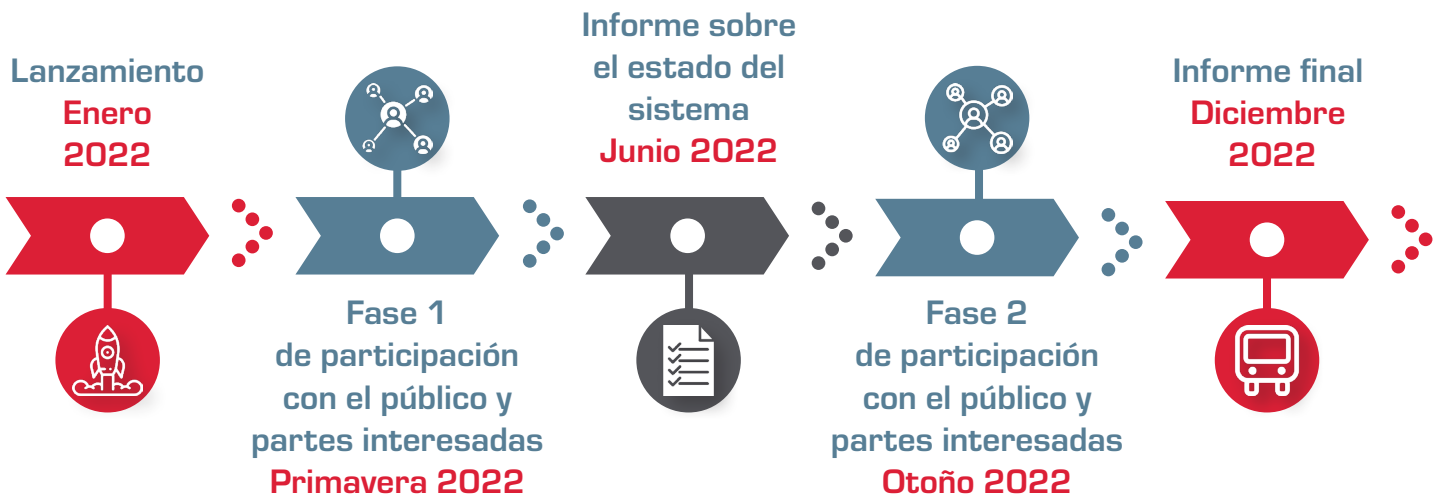 Lanzamiento
Enero
2022
Fase 1
de participación
con el público y
partes interesadas
Primavera 2022
Informe sobre
el estado del
sistema
Junio 2022
Fase 2
de participación
con el público y
partes interesadas
Otoño 2022
Informe final
Diciembre
2022